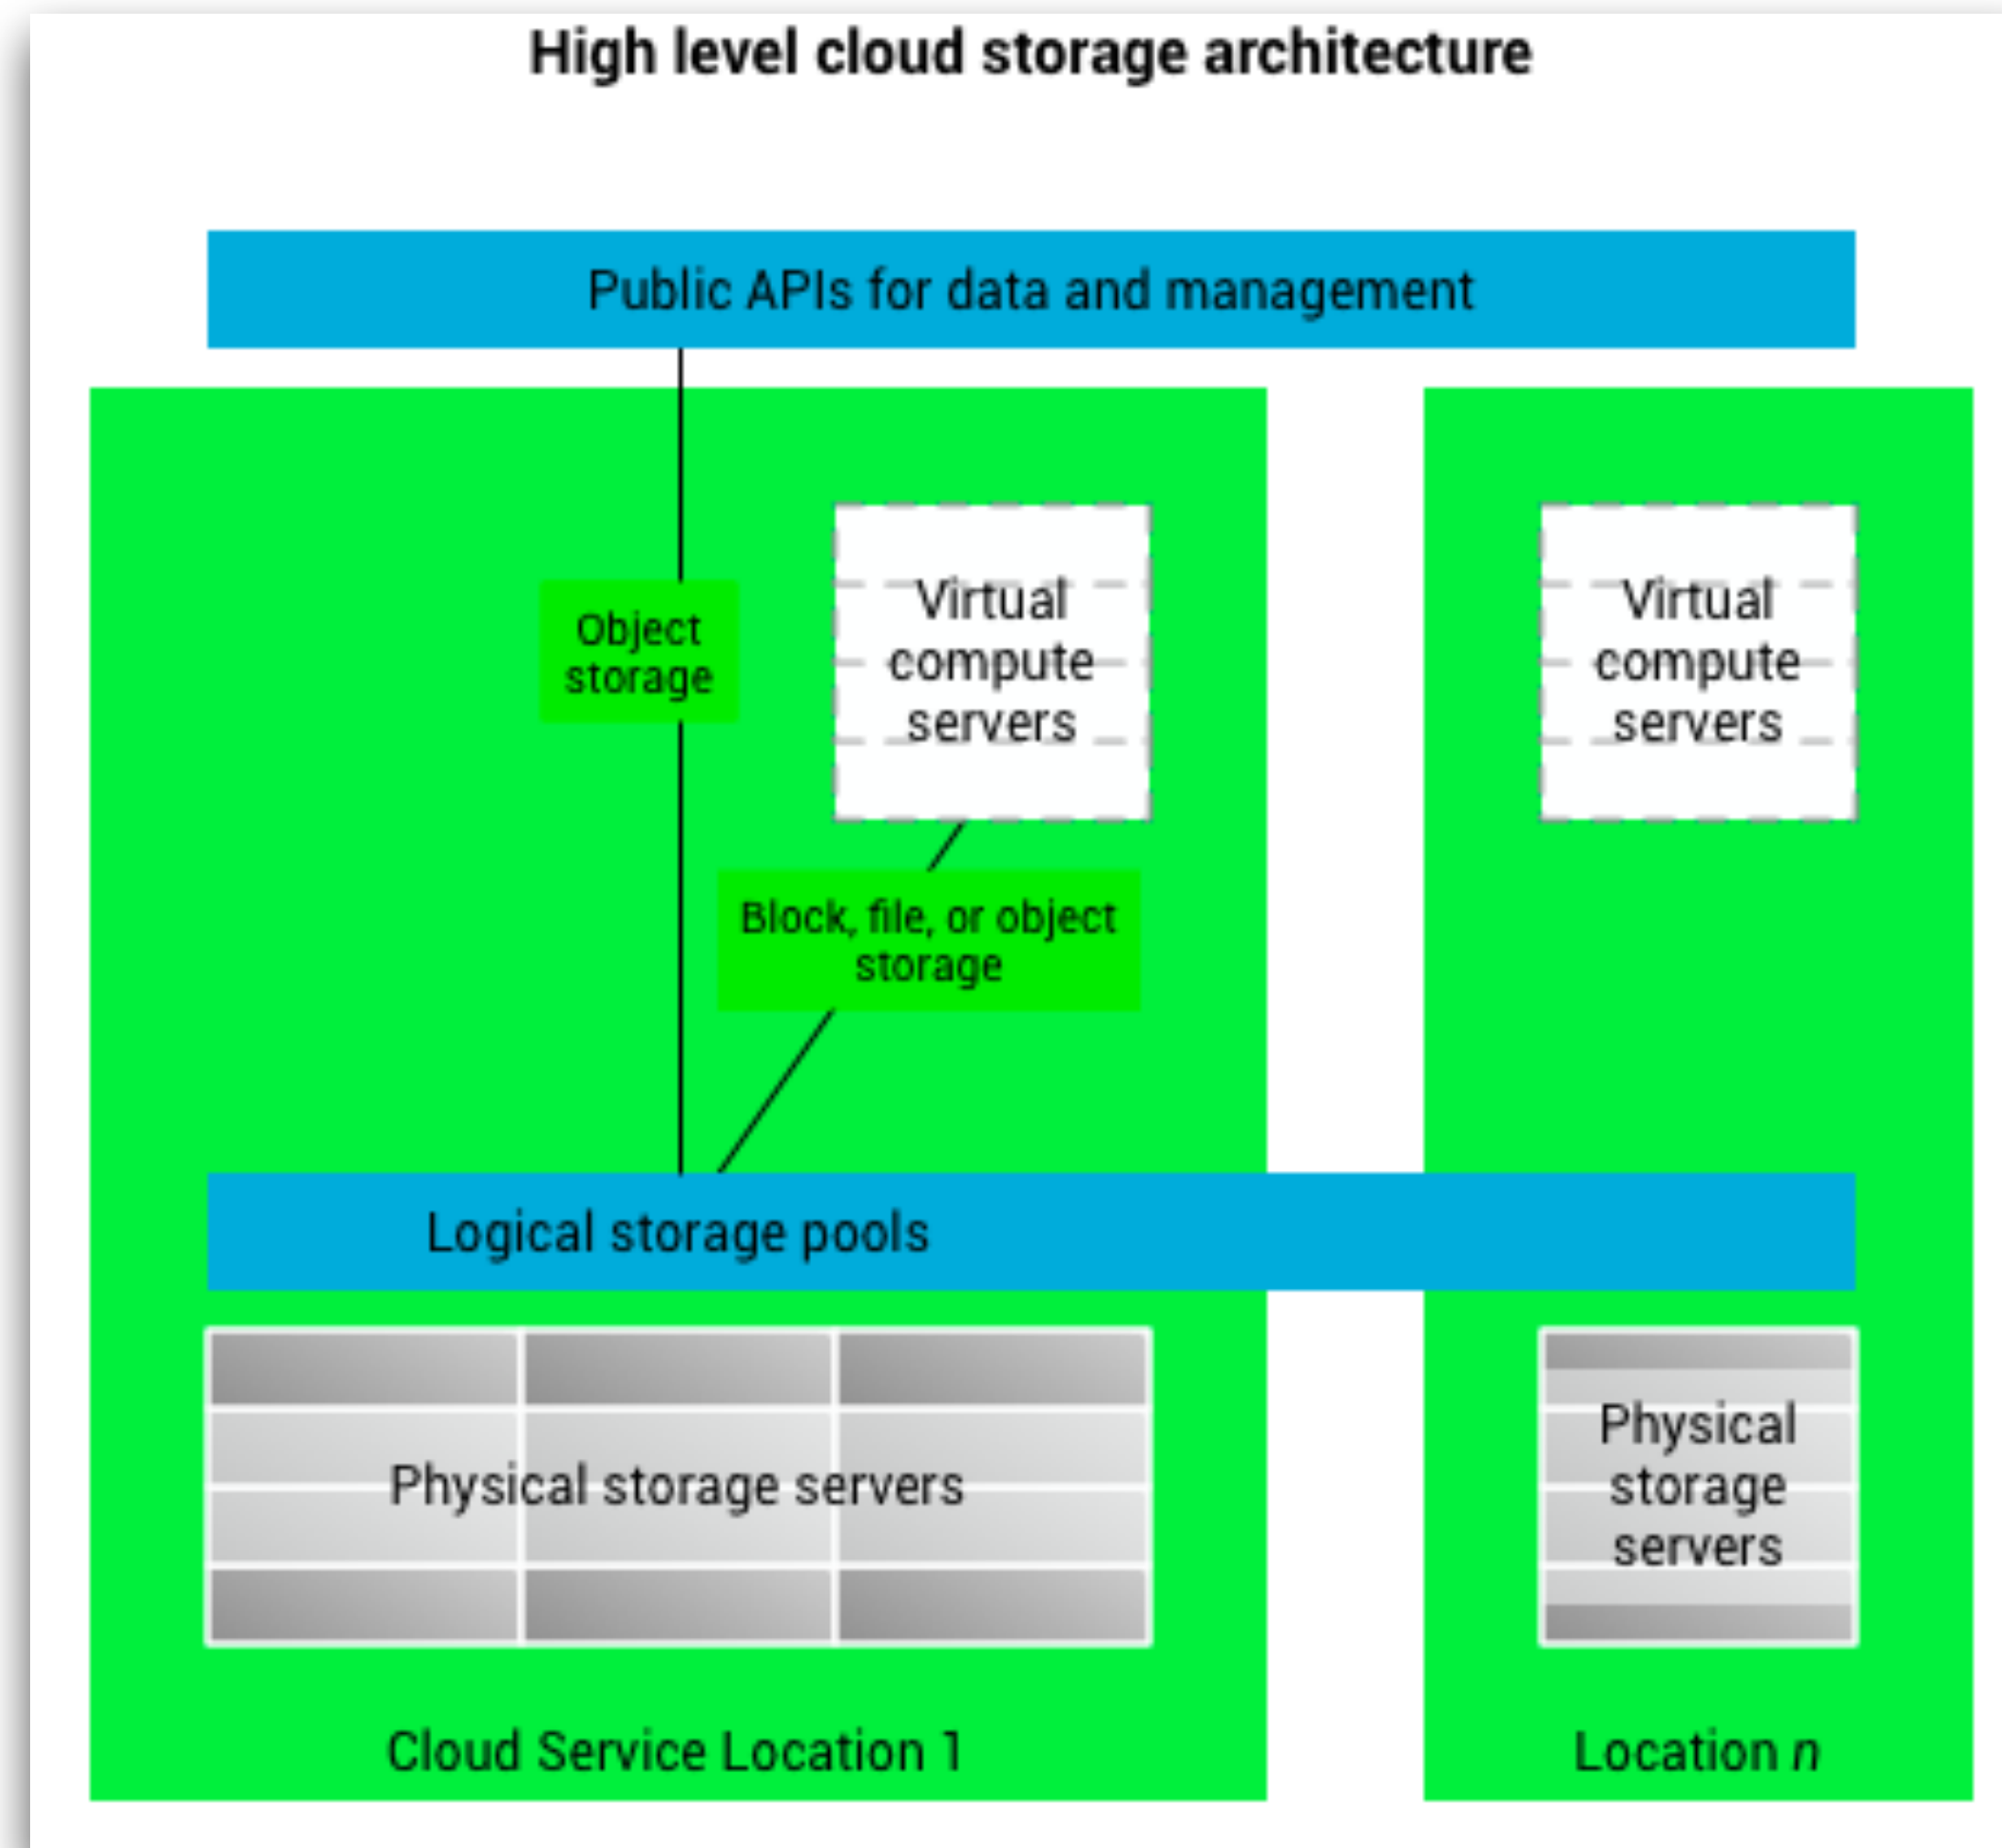 High level cloud storage architecture
Public APIs for data and management
Object
storage
Virtual
compute
servers
Virtual
compute
servers
Block, file, or object
storage
Logical storage pools
Physical storage servers
Physical
storage
servers
Cloud Service Location 1
Location n